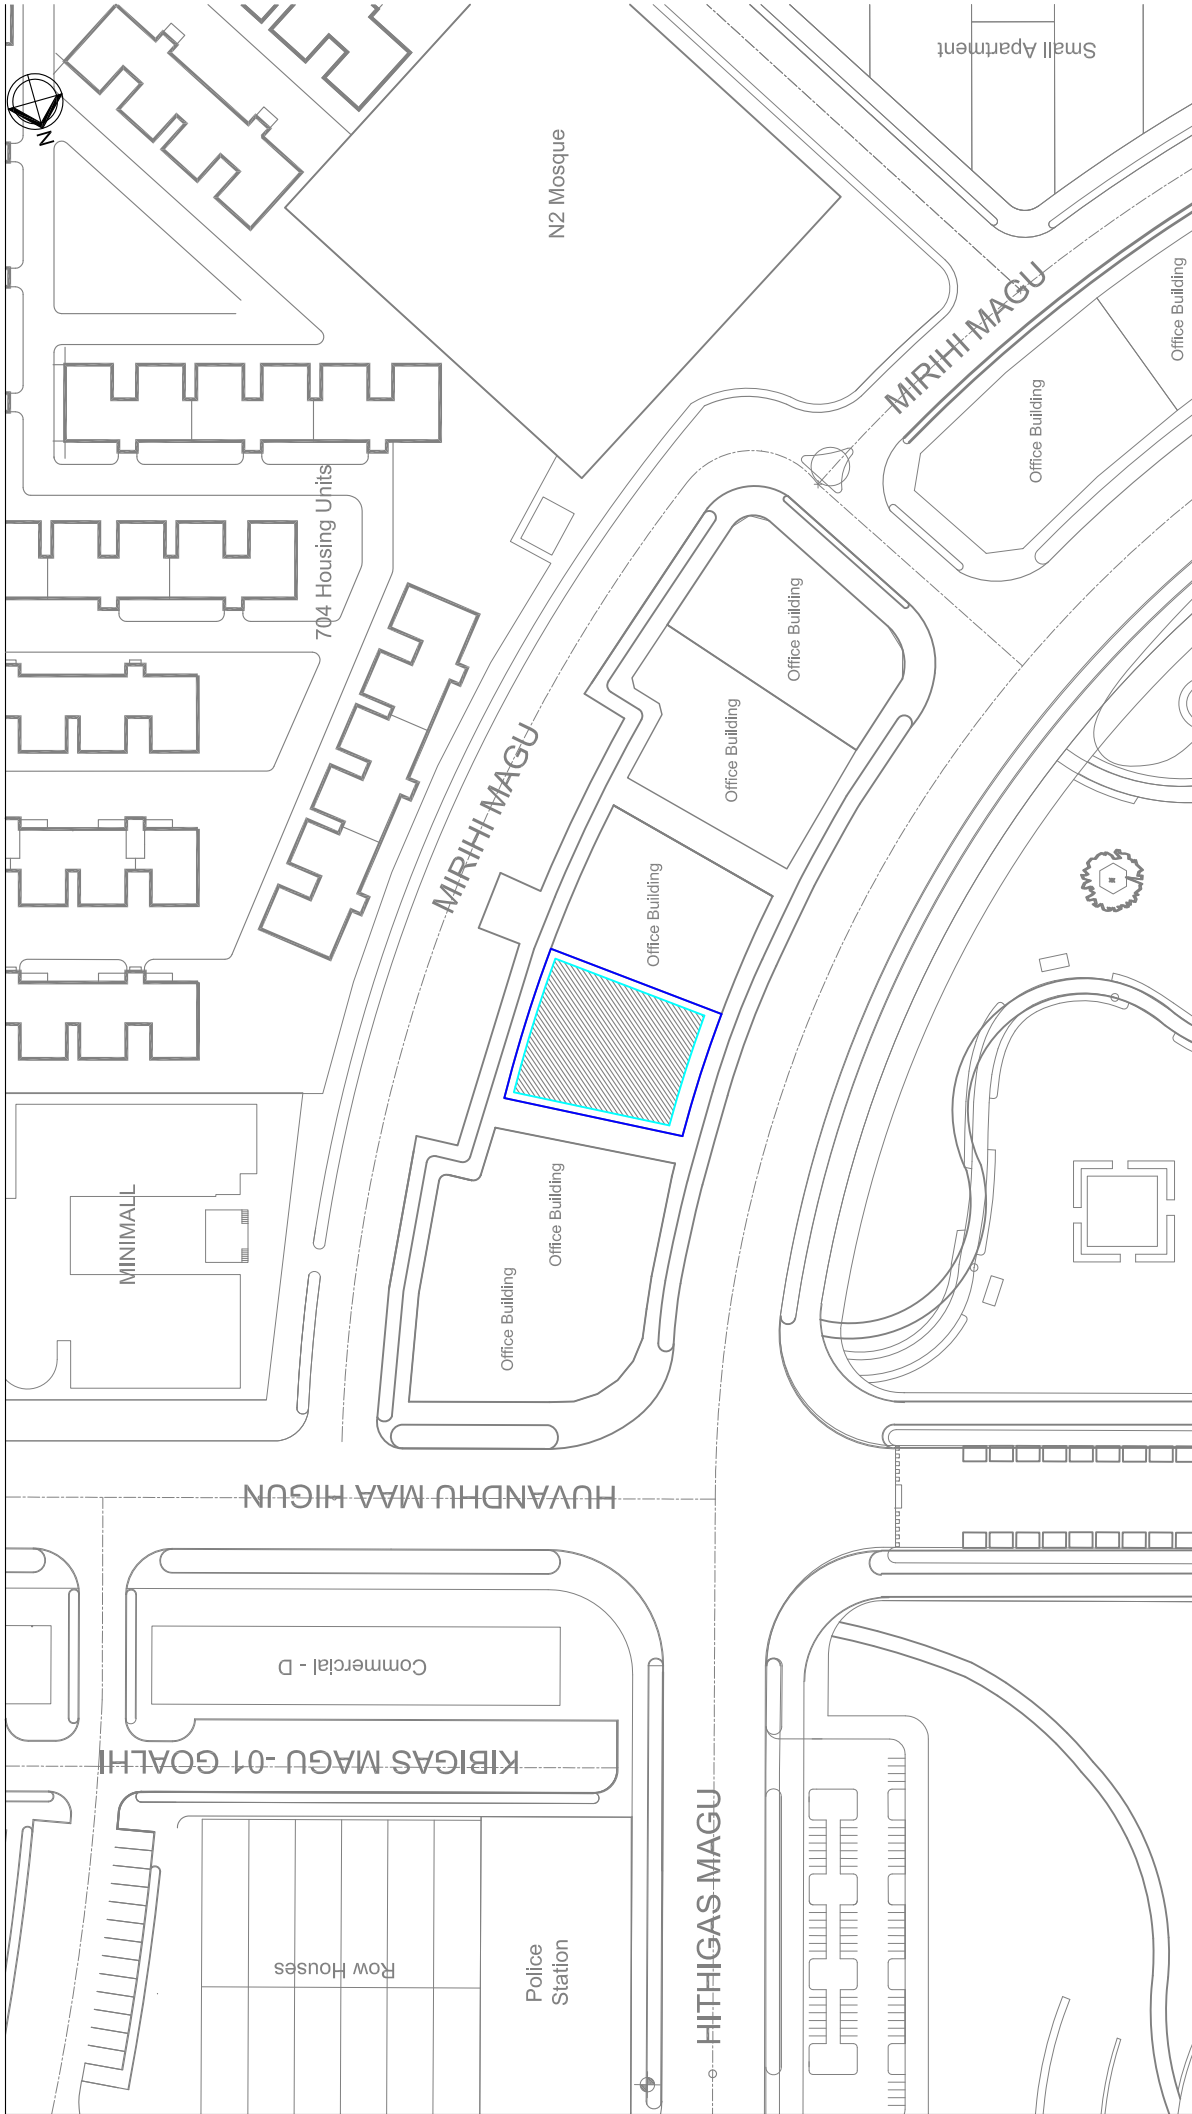 Small Apartment
N
N2 Mosque
MIRIHI MAGU
Office Building
Office Building
704 Housing Units
Office Building
Office Building
MIRIHI MAGU
Office Building
MINIMALL
Office Building
Office Building
HUVANDHU MAA HIGUN
Commercial - D
KIBIGAS MAGU -01 GOALHI
HITHIGAS MAGU
Row Houses
Police
Station